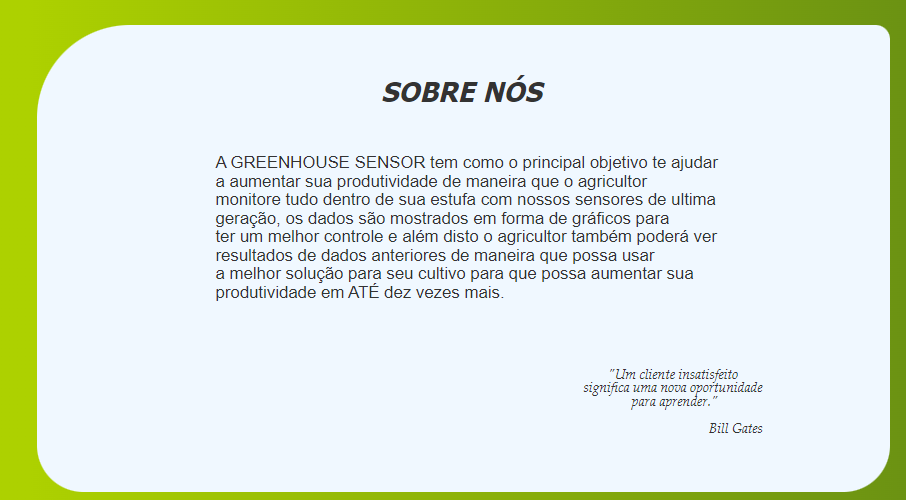 SOBRE NÓS
A GREENHOUSE SENSOR tem como o principal objetivo te ajudar
a aumentar sua produtividade de maneira que o agricultor
monitore tudo dentro de sua estufa com nossos sensores de ultima
geração, os dados são mostrados em forma de gráficos para
ter um melhor controle e além disto o agricultor também poderá ver
resultados de dados anteriores de maneira que possa usar
a melhor solução para seu cultivo para que possa aumentar sua
produtividade em ATÉ dez vezes mais.
"Um cliente insatisfeito
significa uma nova oportunidade
para aprender."
Bill Gates